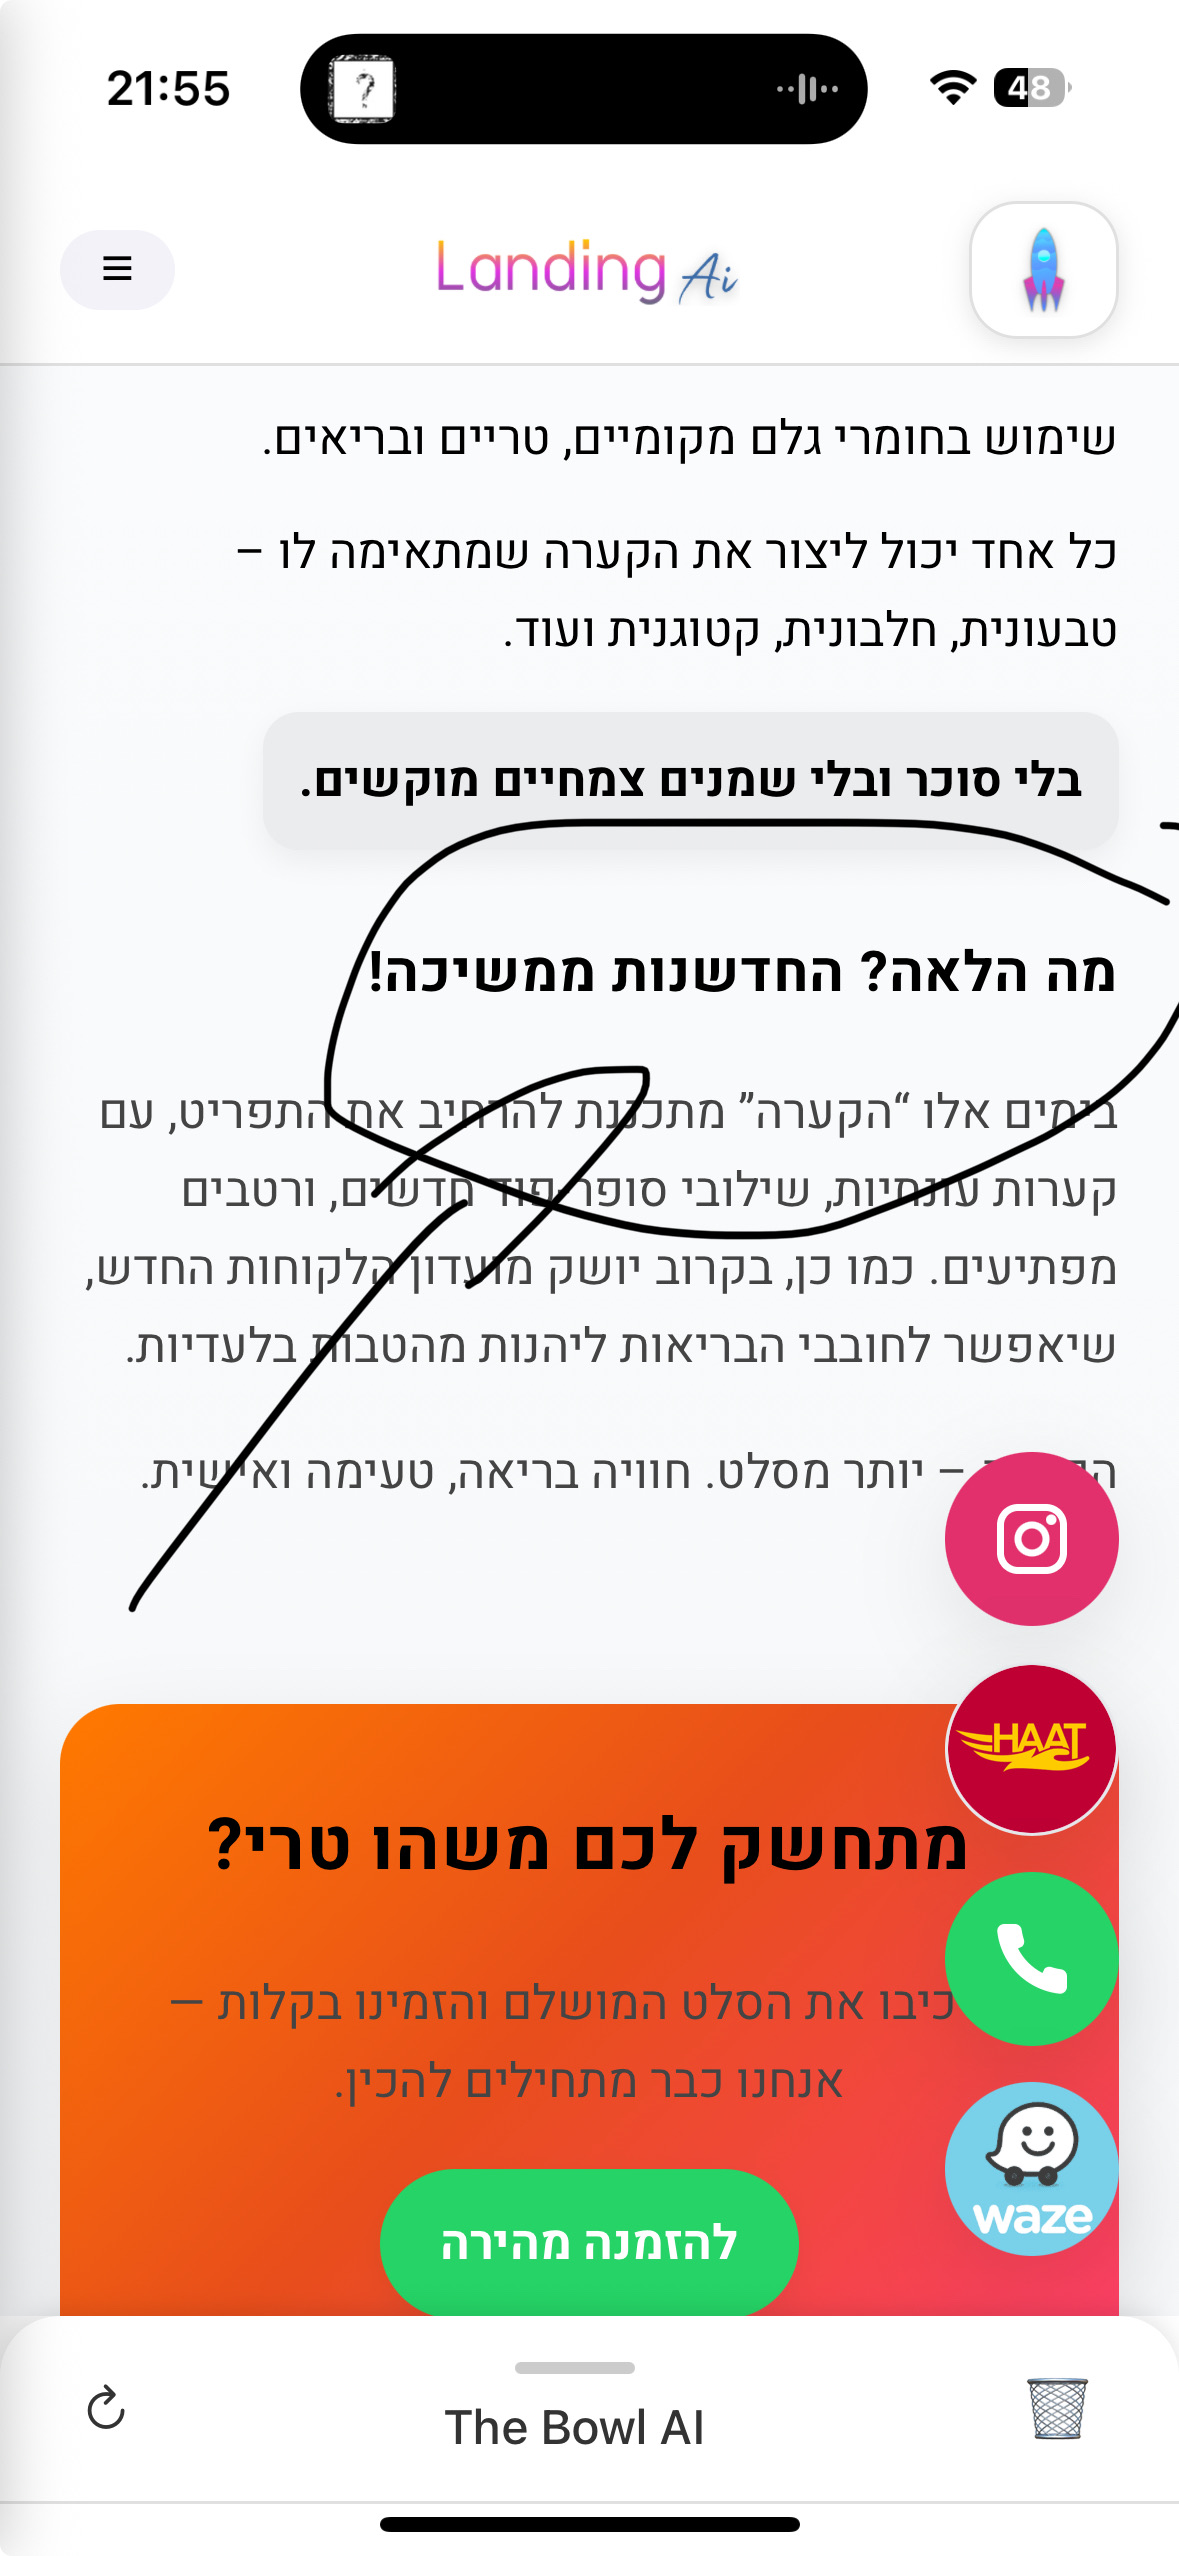 21:55
48
Landing Ai
שימוש בחומרי גלם מקומיים, טריים ובריאים.
כל אחד יכול ליצור את הקערה שמתאימה לו –
טבעונית, חלבונית, קטוגנית ועוד.
בלי סוכר ובלי שמנים צמחיים מוקשים.
מה הלאה? החדשנות ממשיכה!
בימים אלו “הקערה” מתכננת להרחיב את התפריט, עם
קערות עונתיות, שילובי סופר־פוד חדשים, ורטבים
מפתיעים. כמו כן, בקרוב יושק מועדון הלקוחות החדש,
שיאפשר לחובבי הבריאות ליהנות מהטבות בלעדיות.
– יותר מסלט. חוויה בריאה, טעימה ואישית.
HAAT
מתחשק לכם משהו טרי?
כיבו את הסלט המושלם והזמינו בקלות —
אנחנו כבר מתחילים להכין.
waze
להזמנה מהירה
The Bowl AI